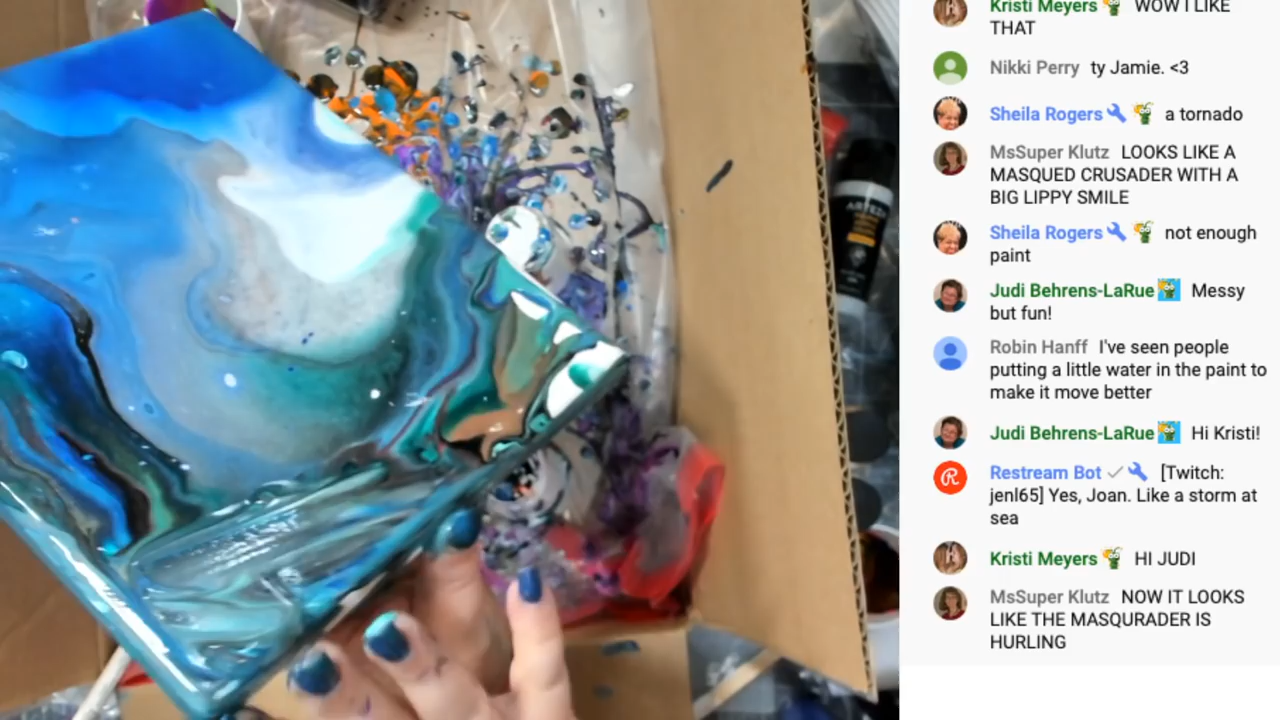 Kristi Meyers WOW I LIKE
THAT
Nikki Perry ty Jamie. <3
Sheila Rogers a tornado
MsSuper Klutz LOOKS LIKE A
MASQUED CRUSADER WITH A
BIG LIPPY SMILE
Sheila Rogers not enough
paint
Judi Behrens-LaRue Messy
but fun!
Robin Hanff I've seen people
putting a little water in the paint to
make it move better
Judi Behrens-LaRue Hi Kristi!
Restream Bot [Twitch:
jenl65] Yes, Joan. Like a storm at
sea
Kristi Meyers HI JUDI
MsSuper Klutz NOW IT LOOKS
LIKE THE MASQURADER IS
HURLING